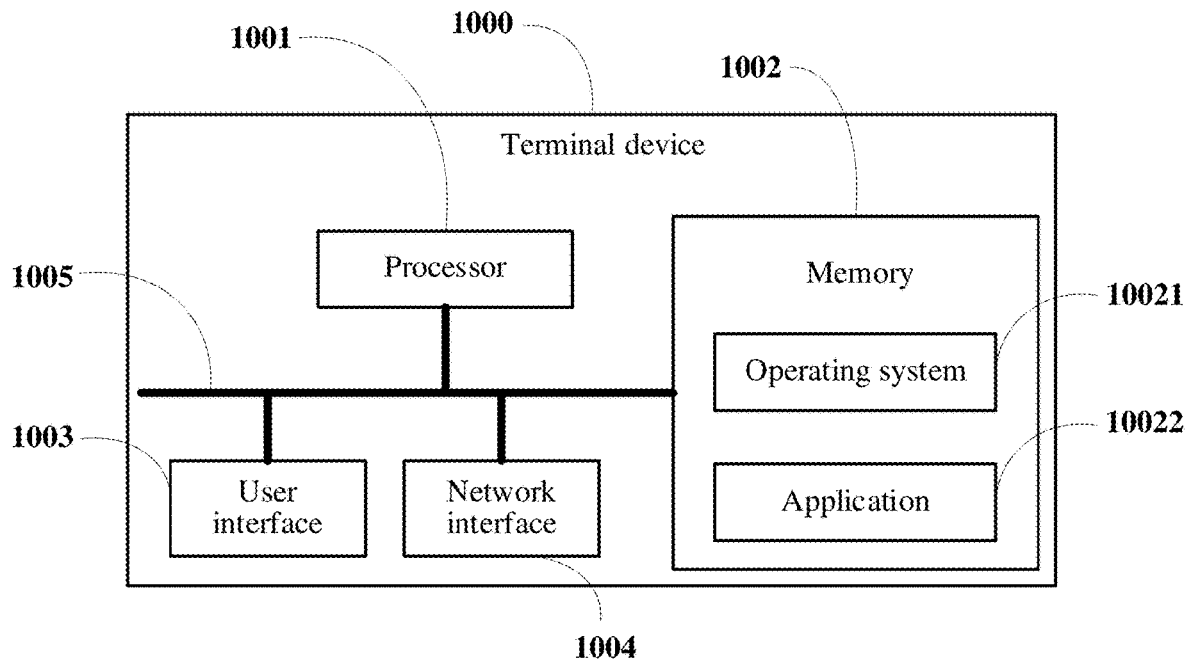 1000
1001
1002
Terminal device
Processor
1005
Memory
10021
Operating system
1003
10022
User
interface
Network
interface
Application
1004